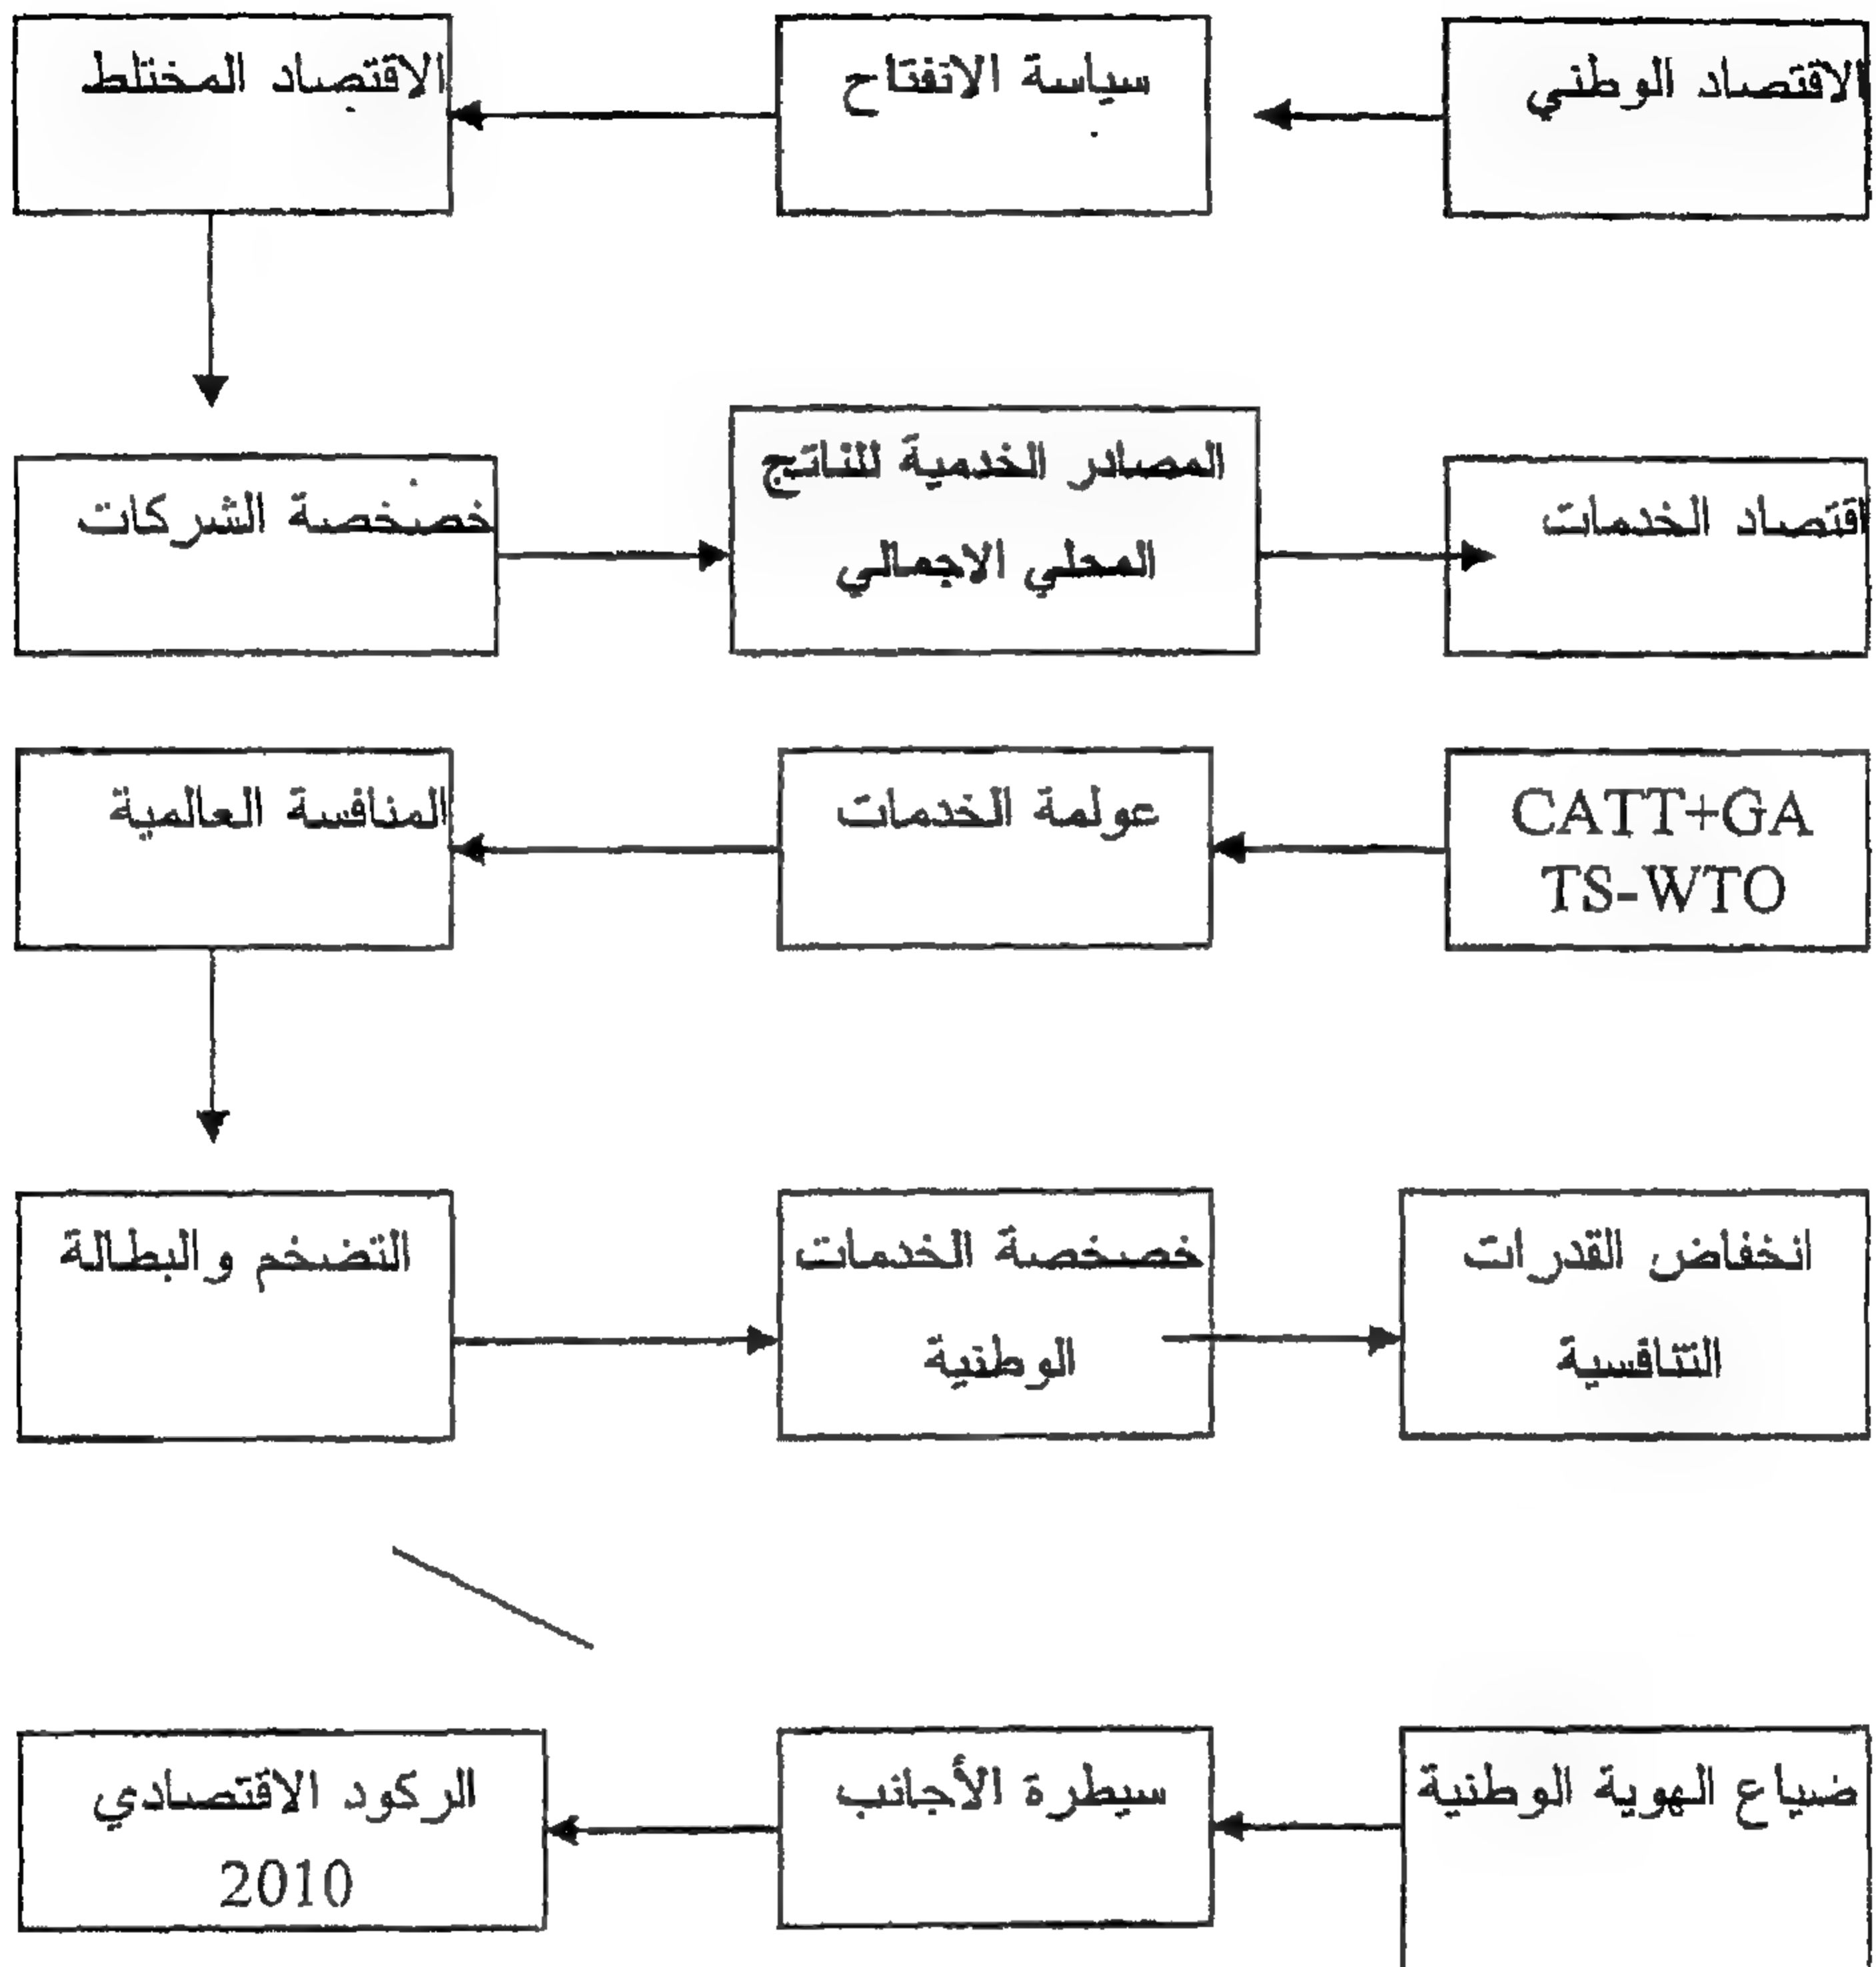 الاقتصاد الوطني
سياسة الانفتاح
الاقتصاد المختلط
المصادر الخدمية للناتج
المحلي الاجمالي
خصخصة الشركات
اقتصاد الخدمات
CATT+GA
TS-WTO
عولمة الخدمات
المنافسة العالمية
التضخم والبطالة
خصخصة الخدمات
الوطنية
انخفاض القدرات
التنافسية
ضياع الهوية الوطنية
سيطرة الأجانب
الركود الاقتصادي
2010